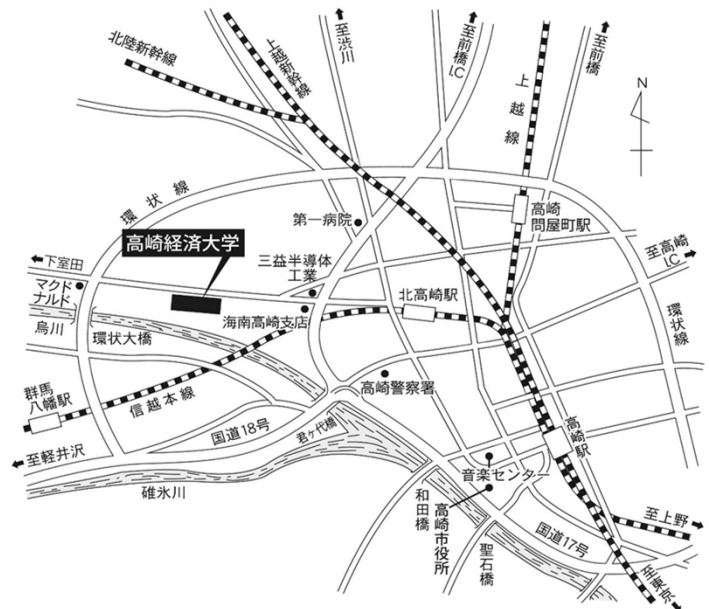 北陸新幹線
上越新幹線
至渋川
至前橋
I.C
上越線
至前橋
N
環状線
第一病院
高崎
問屋町駅
高崎経済大学
下室田
三益半導体
工業
至高崎
I.C
マクド
ナルド
北高崎駅
烏川
環状大橋
海南高崎支店
環状線
群馬
八幡駅
信越本線
高崎警察署
国道18号
君ヶ代橋
高崎駅
至軽井沢
碓氷川
音楽センター
和田橋
高崎市役所
聖石橋
国道17号
至上野
至東京